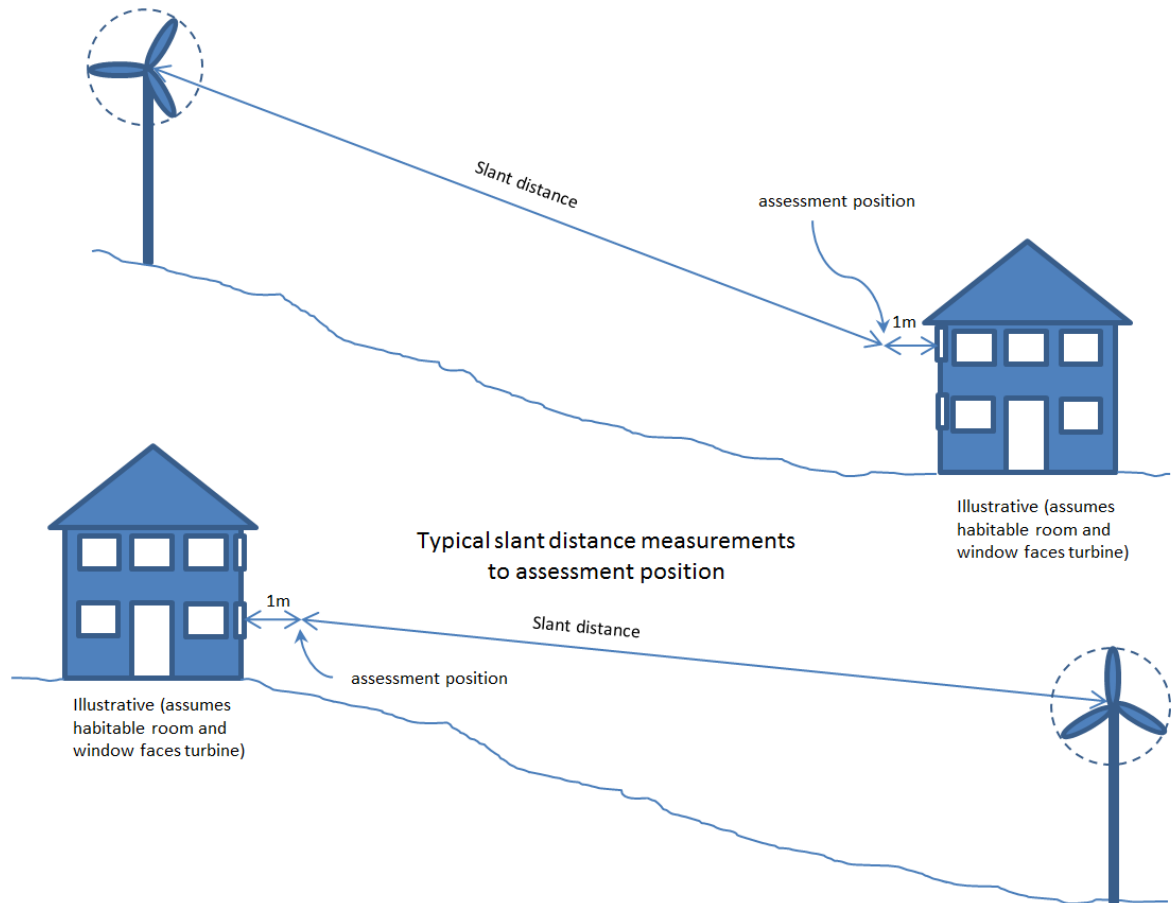 Slant distance
assessment position
1m
Illustrative (assumes
habitable room and
window faces turbine)
Typical slant distance measurements
to assessment position
1m
Slant distance
assessment position
Illustrative (assumes
habitable room and
window faces turbine)